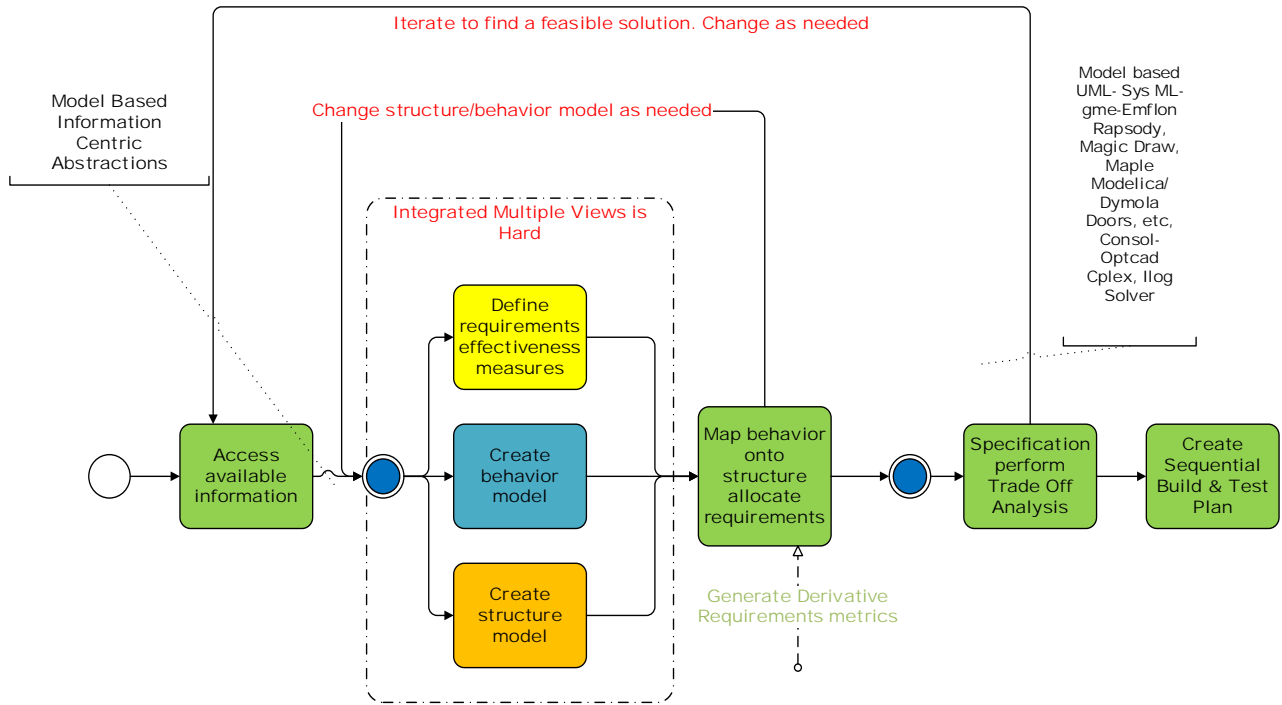 Iterate to find a feasible solution. Change as needed
Model based
UML- Sys ML-
gme-Emflon
Rapsody,
Magic Draw,
Maple
Modelica/
Dymola
Doors, etc,
Consol-
Optcad
Cplex, Ilog
Solver
Model Based
Information
Centric
Abstractions
Change structure/behavior model as needed
Integrated Multiple Views is
Hard
Define
requirements
effectiveness
measures
Access
available
information
Create
behavior
model
Create
structure
model
Map behavior
onto
structure
allocate
requirements
Specification
perform
Trade Off
Analysis
Create
Sequential
Build & Test
Plan
Generate Derivative
Requirements metrics